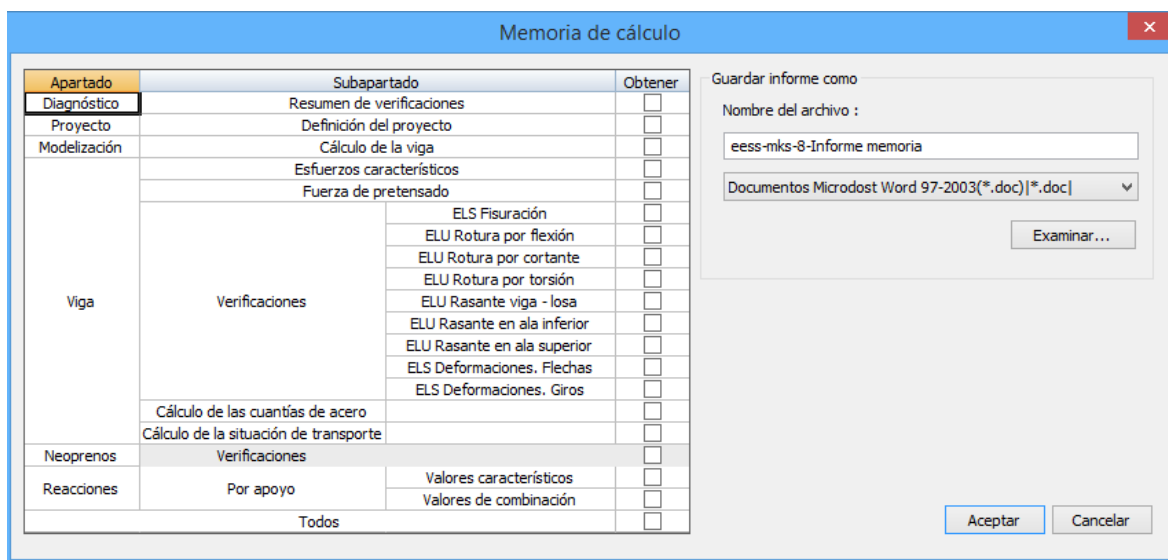 Memoria de cálculo
Apartado Subapartado Obtener
Diagnóstico Resumen de verificaciones
Proyecto Definición del proyecto
Modelización Cálculo de la viga
Viga
Esfuerzos característicos
Fuerza de pretensado
Verificaciones
ELS Fisuración
ELU Rotura por flexión
ELU Rotura por cortante
ELU Rotura por torsión
ELU Rasante viga - losa
ELU Rasante en ala inferior
ELU Rasante en ala superior
ELS Deformaciones. Flechas
ELS Deformaciones. Giros
Cálculo de las cuantías de acero
Cálculo de la situación de transporte
Neoprenos Verificaciones
Reacciones Por apoyo
Valores característicos
Valores de combinación
Todos
Guardar informe como
Nombre del archivo :
eess-mks-8-Informe memoria
Documentos Microdost Word 97-2003(*.doc)|*.doc|
Examinar...
Aceptar Cancelar